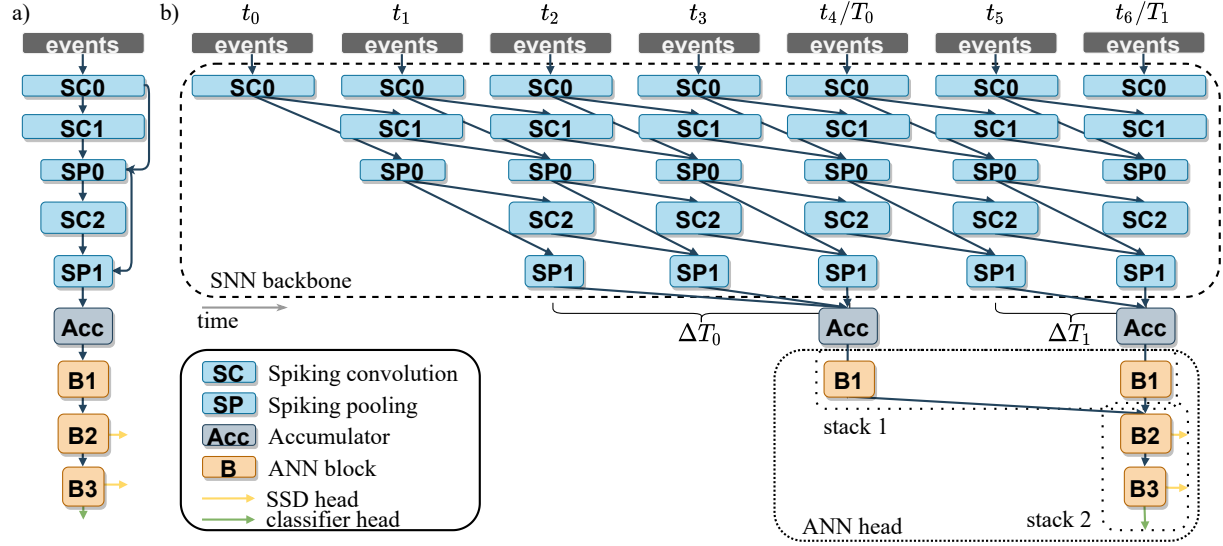 a)
b)
t0
t1
t2
t3
t4/T0
t5
t6/T1
events
events events events events events events events
SC0
SC0 SC0 SC0 SC0 SC0 SC0 SC0
SC1
SC1 SC1 SC1 SC1 SC1 SC1
SP0
SP0 SP0 SP0 SP0 SP0 SP0
SC2
SC2 SC2 SC2 SC2 SC2
SP1
SP1 SP1 SP1 SP1 SP1
SNN backbone
time
ΔT0
ΔT1
Acc
Acc Acc
B1
B1 B1
stack 1
B2
B2
B3
B3
stack 2
ANN head
SC Spiking convolution
SP Spiking pooling
Acc Accumulator
B ANN block
SSD head
classifier head